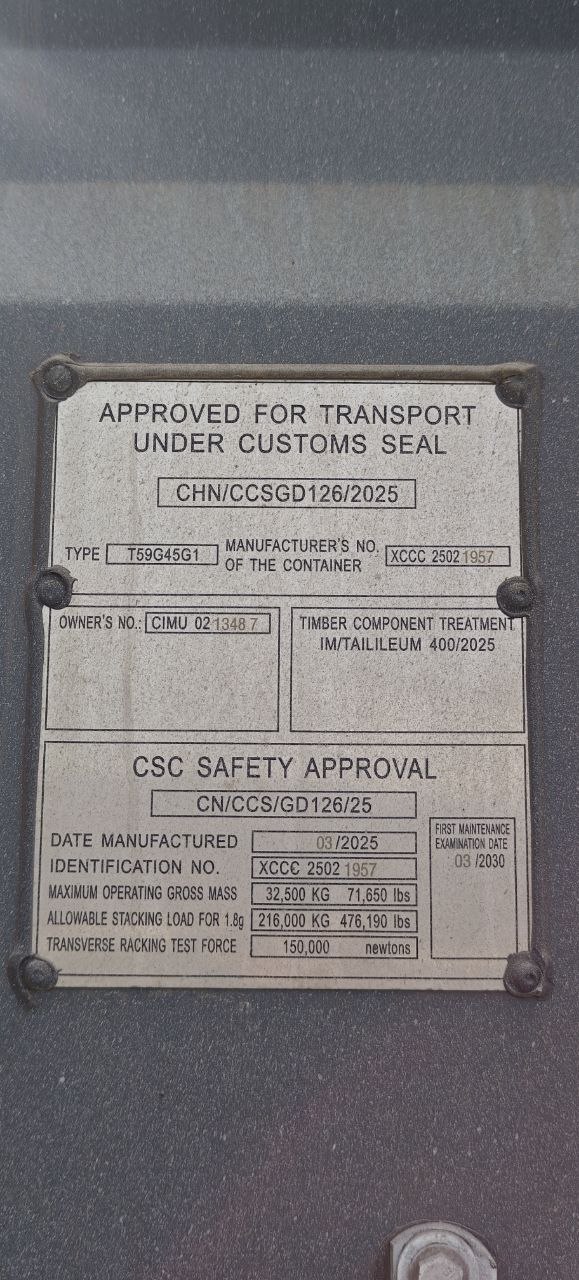 APPROVED FOR TRANSPORT
UNDER CUSTOMS SEAL
CHN/CCSGD126/2025
TYPE T59G45G1 MANUFACTURER'S NO. OF THE CONTAINER XCCC 2502 1957
OWNER'S NO.: CIMU 02 1348 7
TIMBER COMPONENT TREATMENT
IM/TAILILEUM 400/2025
CSC SAFETY APPROVAL
CN/CCS/GD126/25
DATE MANUFACTURED 03/2025
IDENTIFICATION NO. XCCC 2502 1957
MAXIMUM OPERATING GROSS MASS 32,500 KG 71,650 lbs
ALLOWABLE STACKING LOAD FOR 1.8g 216,000 KG 476,190 lbs
TRANSVERSE RACKING TEST FORCE 150,000 newtons
FIRST MAINTENANCE
EXAMINATION DATE
03 /2030